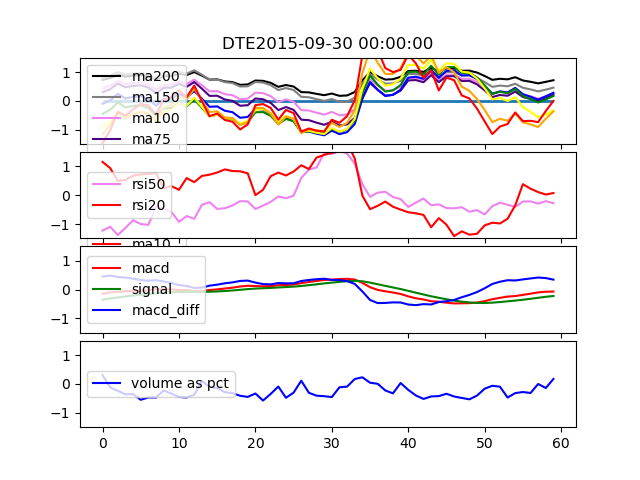 DTE2015-09-30 00:00:00
1
0
−1
ma200
ma150
ma100
ma75
1
0
−1
rsi50
rsi20
ma10
1
0
−1
macd
signal
macd_diff
1
0
−1
volume as pct
0 10 20 30 40 50 60